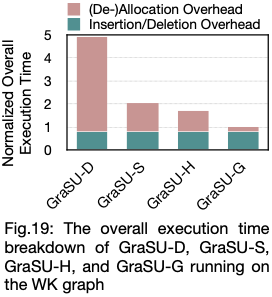 (De-)Allocation Overhead
Insertion/Deletion Overhead
Normalized Overall
Execution Time
5
4
3
2
1
0
GraSU-D
GraSU-S
GraSU-H
GraSU-G
Fig.19: The overall execution time
breakdown of GraSU-D, GraSU-S,
GraSU-H, and GraSU-G running on
the WK graph